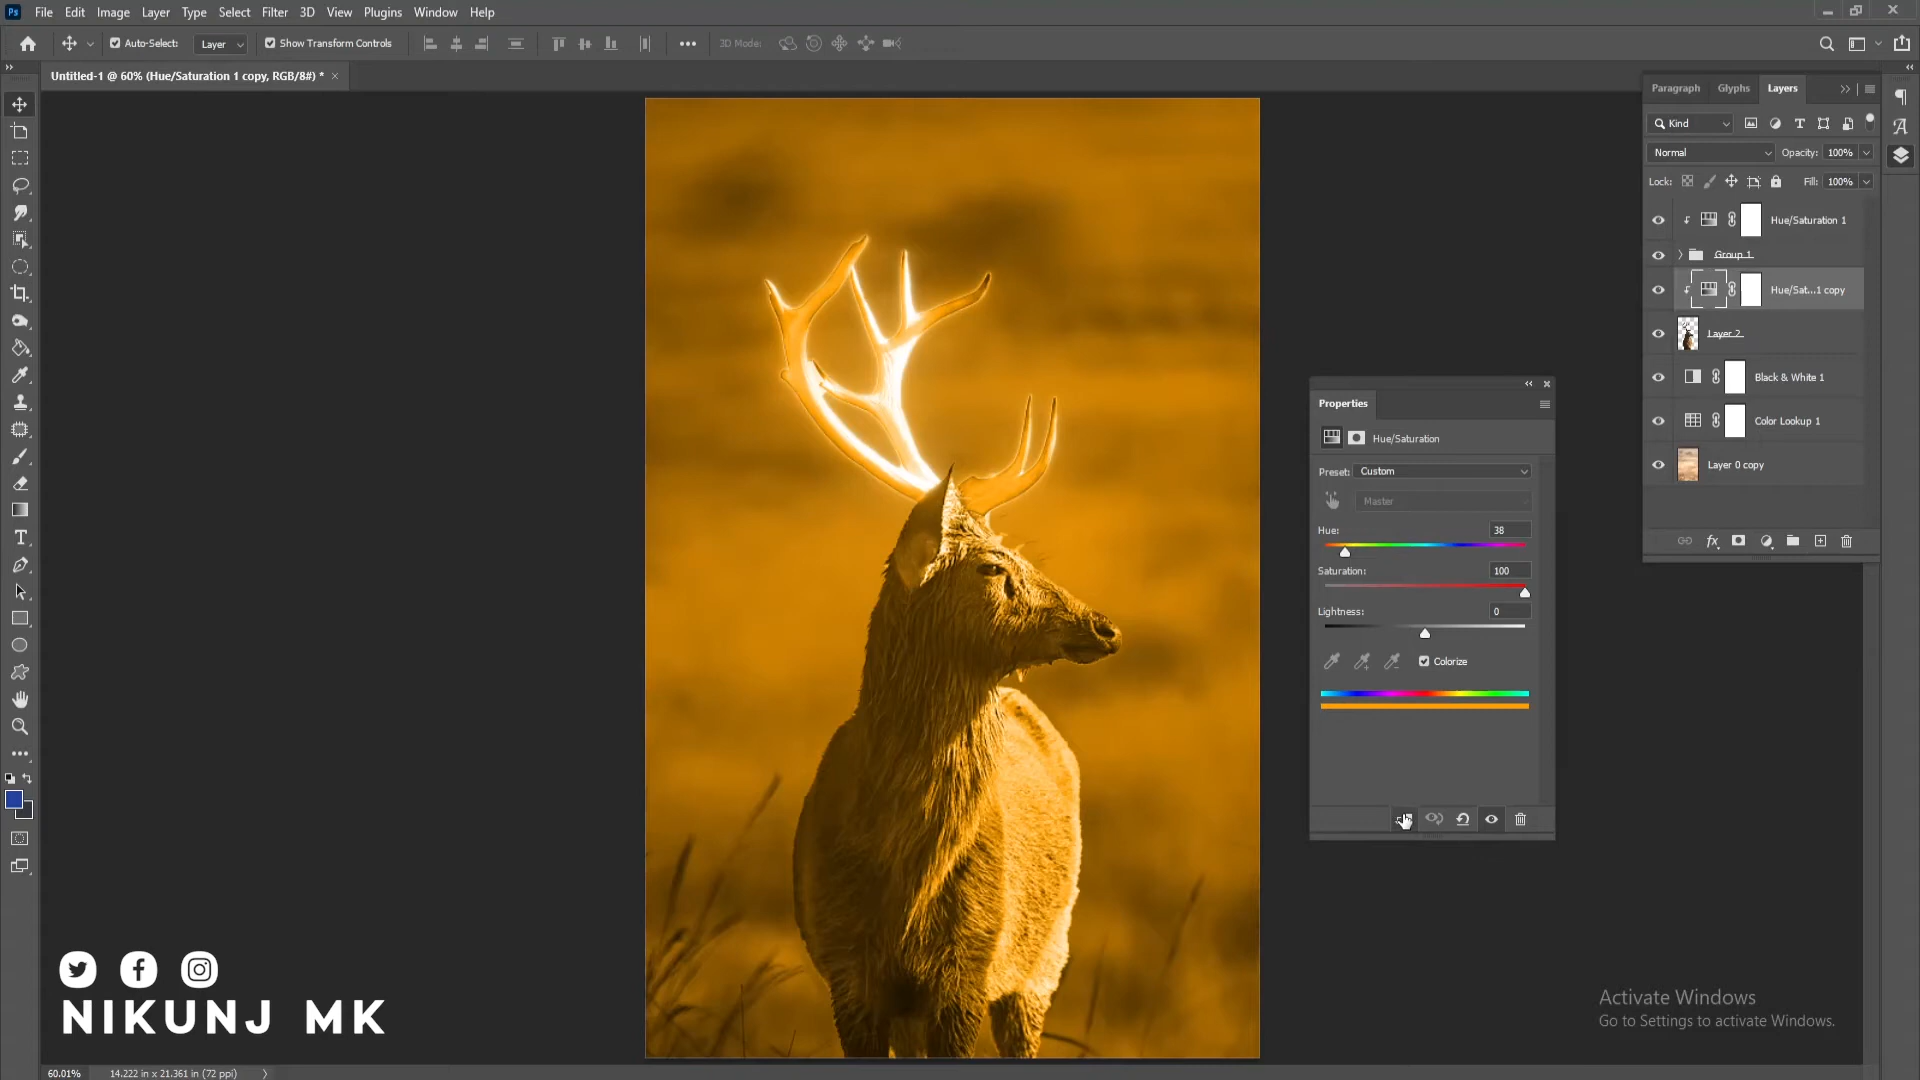 Ps File Edit Image Layer Type Select Filter 3D View Plugins Window Help
Auto-Select: Layer Show Transform Controls 3D Mode:
Untitled-1 @ 60% (Hue/Saturation 1 copy, RGB/8#) *
Paragraph Glyphs Layers
Kind
Normal Opacity: 100%
Lock: Fill: 100%
Hue/Saturation 1
Group 1
Hue/Sat...1 copy
Layer 2
Black & White 1
Color Lookup 1
Layer 0 copy
fx
Properties
Hue/Saturation
Preset: Custom
Master
Hue: 38
Saturation: 100
Lightness: 0
Colorize
NIKUNJ MK
Activate Windows
Go to Settings to activate Windows.
60.01% 14.222 in x 21.361 in (72 ppi)